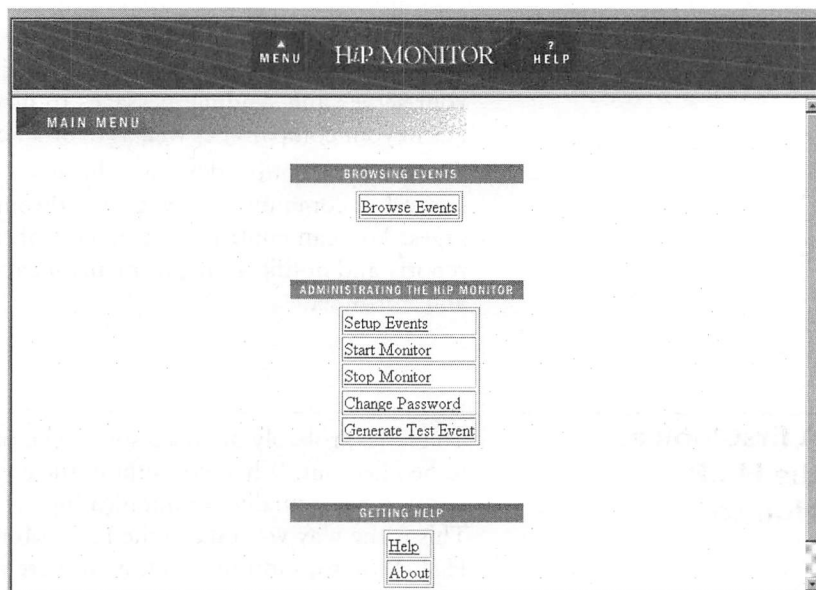 MENU HiP MONITOR ? HELP
MAIN MENU
BROWSING EVENTS
Browse Events
ADMINISTRATING THE HiP MONITOR
Setup Events
Start Monitor
Stop Monitor
Change Password
Generate Test Event
GETTING HELP
Help
About